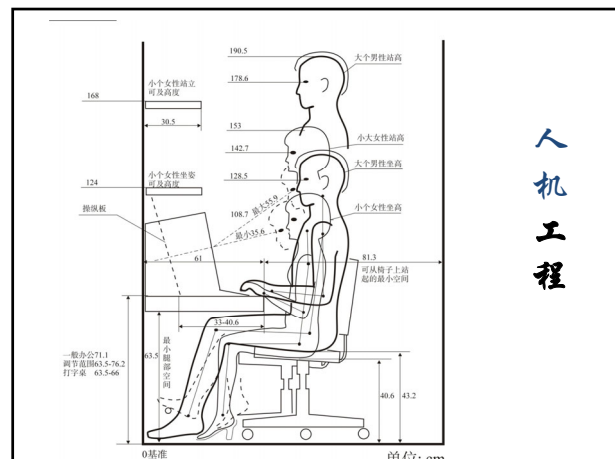 190.5
大个男性站高
178.6
小个女性站立
可及高度
168
30.5
153
小大女性站高
142.7
大个男性坐高
128.5
小个女性坐姿
可及高度
124
最大55.9
108.7
小个女性坐高
操纵板
最小35.6
61
81.3
可从椅子上站
起的最小空间
33-40.6
63.5
最小腿部空间
一般办公71.1
调节范围63.5-76.2
打字桌 63.5-66
40.6
43.2
0基准
单位: cm
人机工程